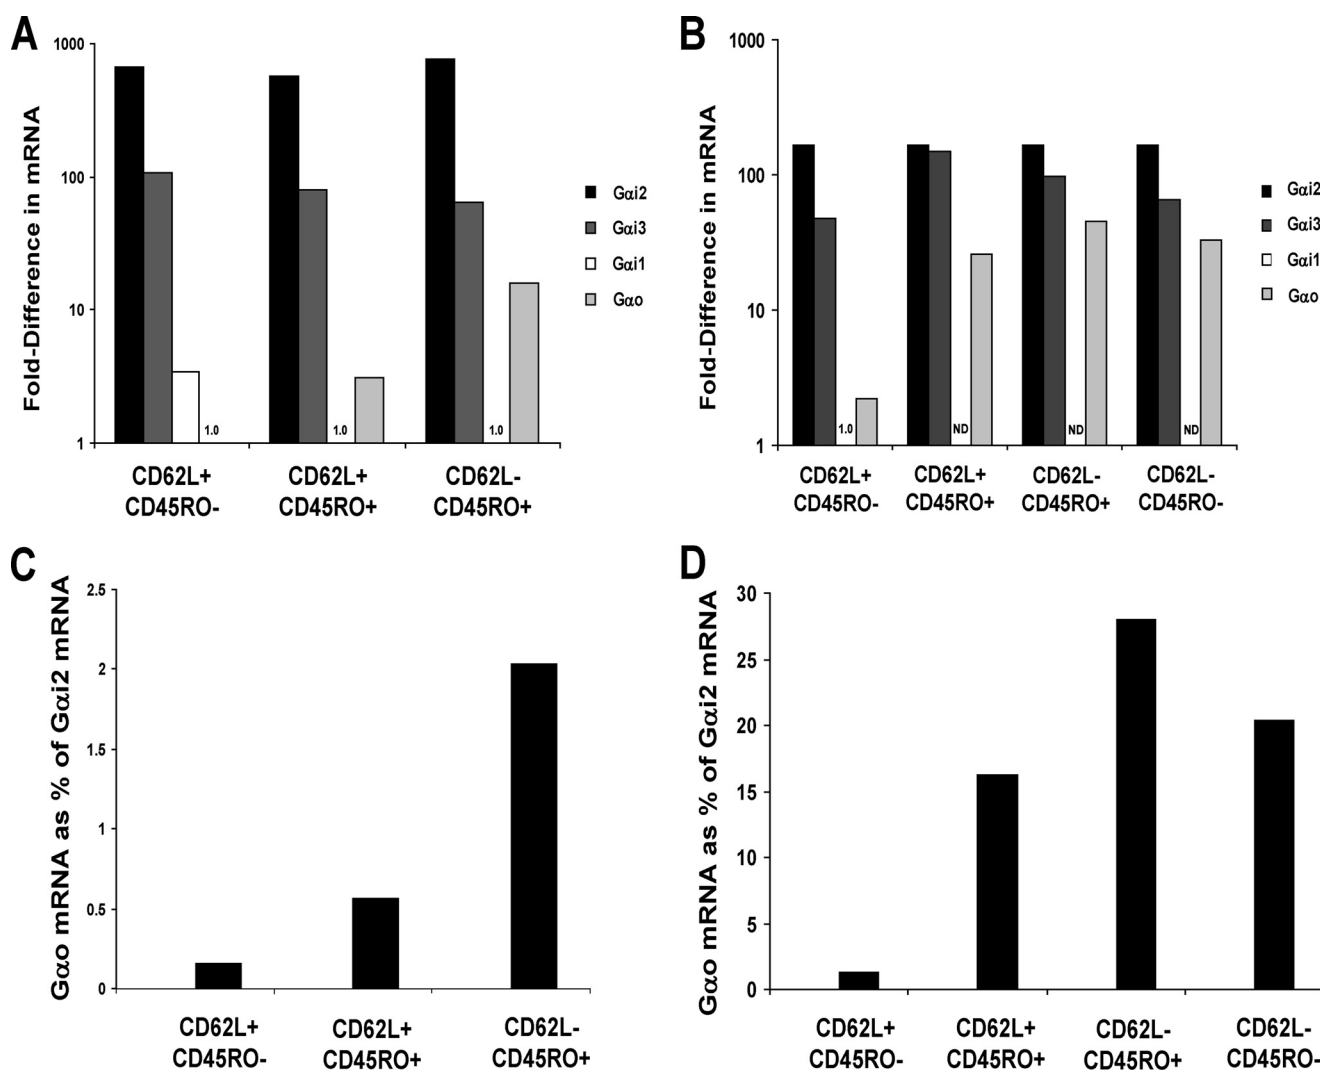 A
Fold-Difference in mRNA
1000
100
10
1
1.0
1.0
1.0
CD62L+
CD45RO-
CD62L+
CD45RO+
CD62L-
CD45RO+
Gαi2
Gαi3
Gαi1
Gαo
B
Fold-Difference in mRNA
1000
100
10
1
1.0
ND
ND
ND
CD62L+
CD45RO-
CD62L+
CD45RO+
CD62L-
CD45RO+
CD62L-
CD45RO-
Gαi2
Gαi3
Gαi1
Gαo
C
Gαo mRNA as % of Gαi2 mRNA
2.5
2
1.5
1
0.5
0
CD62L+
CD45RO-
CD62L+
CD45RO+
CD62L-
CD45RO+
D
Gαo mRNA as % of Gαi2 mRNA
30
25
20
15
10
5
0
CD62L+
CD45RO-
CD62L+
CD45RO+
CD62L-
CD45RO+
CD62L-
CD45RO-